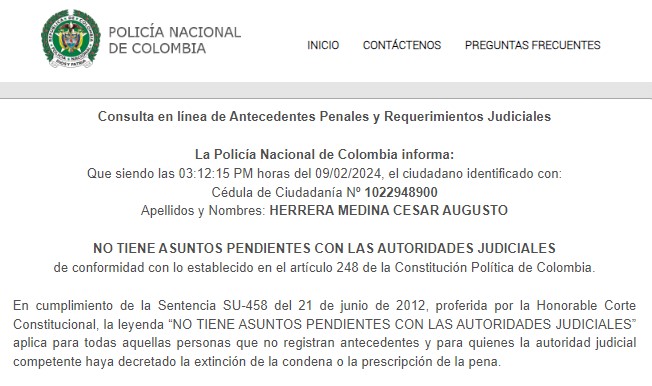 POLICÍA NACIONAL
DE COLOMBIA
INICIO CONTÁCTENOS PREGUNTAS FRECUENTES
Consulta en línea de Antecedentes Penales y Requerimientos Judiciales
La Policía Nacional de Colombia informa:
Que siendo las 03:12:15 PM horas del 09/02/2024, el ciudadano identificado con:
Cédula de Ciudadanía Nº 1022948900
Apellidos y Nombres: HERRERA MEDINA CESAR AUGUSTO
NO TIENE ASUNTOS PENDIENTES CON LAS AUTORIDADES JUDICIALES
de conformidad con lo establecido en el artículo 248 de la Constitución Política de Colombia.
En cumplimiento de la Sentencia SU-458 del 21 de junio de 2012, proferida por la Honorable Corte
Constitucional, la leyenda “NO TIENE ASUNTOS PENDIENTES CON LAS AUTORIDADES JUDICIALES”
aplica para todas aquellas personas que no registran antecedentes y para quienes la autoridad judicial
competente haya decretado la extinción de la condena o la prescripción de la pena.